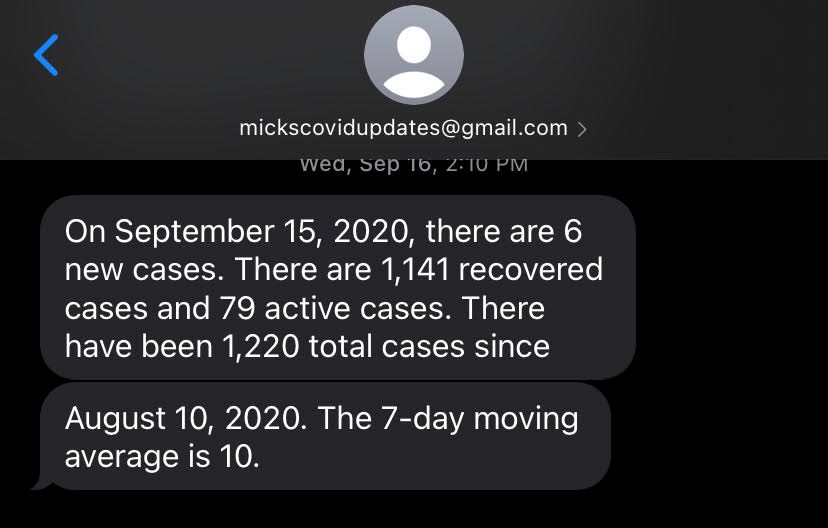 mickscovidupdates@gmail.com >
Wed, Sep 16, 2:10 PM
On September 15, 2020, there are 6
new cases. There are 1,141 recovered
cases and 79 active cases. There
have been 1,220 total cases since
August 10, 2020. The 7-day moving
average is 10.